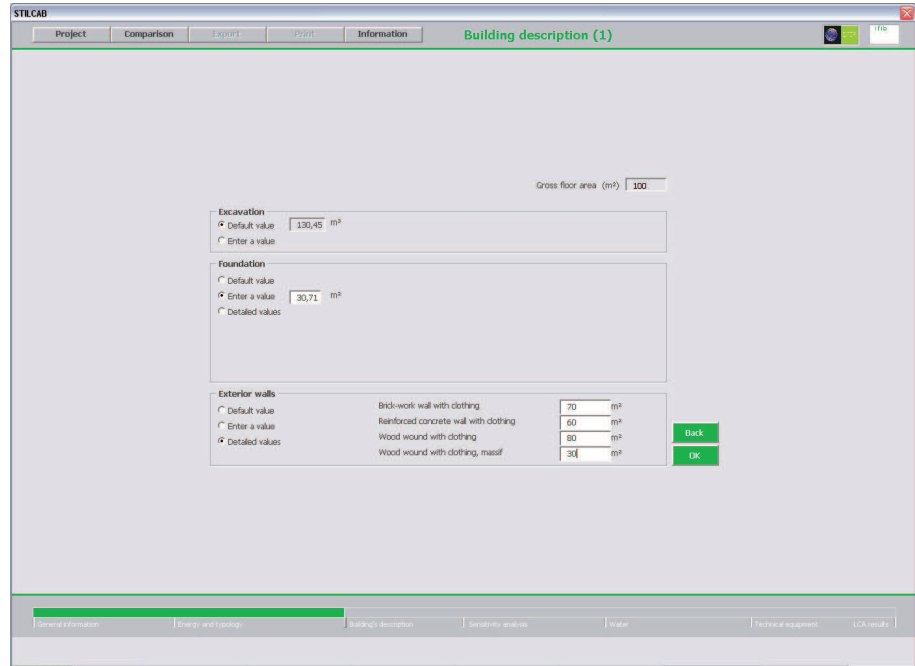 STILCAB
Project Comparison Export Print Information Building description (1) ifib
Gross floor area (m²) 100
Excavation
Default value 130,45 m³
Enter a value
Foundation
Default value
Enter a value 30,71 m²
Detailed values
Exterior walls
Default value
Enter a value
Detailed values
Brick-work wall with clothing 70 m²
Reinforced concrete wall with clothing 60 m²
Wood wound with clothing 80 m²
Wood wound with clothing, massif 30 m²
Back
OK
General information Energy and typology Building's description Sensitivity analysis Water Technical equipment LCA results